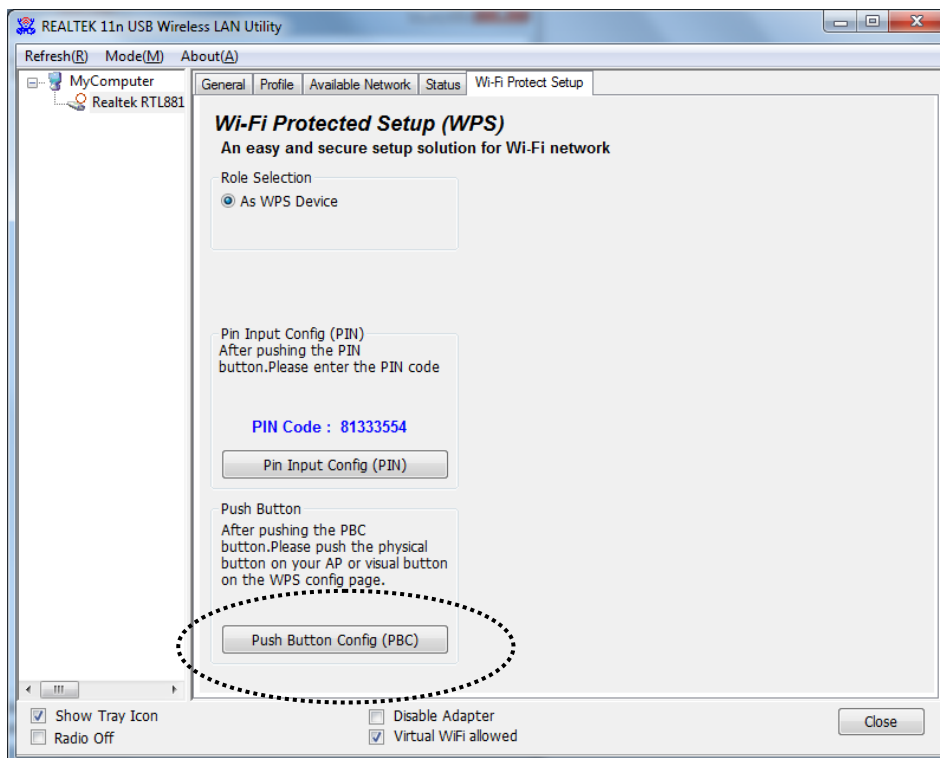 REALTEK 11n USB Wireless LAN Utility
Refresh(R) Mode(M) About(A)
MyComputer
Realtek RTL881
General Profile Available Network Status Wi-Fi Protect Setup
Wi-Fi Protected Setup (WPS)
An easy and secure setup solution for Wi-Fi network
Role Selection
As WPS Device
Pin Input Config (PIN)
After pushing the PIN
button.Please enter the PIN code
PIN Code : 81333554
Pin Input Config (PIN)
Push Button
After pushing the PBC
button.Please push the physical
button on your AP or visual button
on the WPS config page.
Push Button Config (PBC)
Show Tray Icon
Radio Off
Disable Adapter
Virtual WiFi allowed
Close